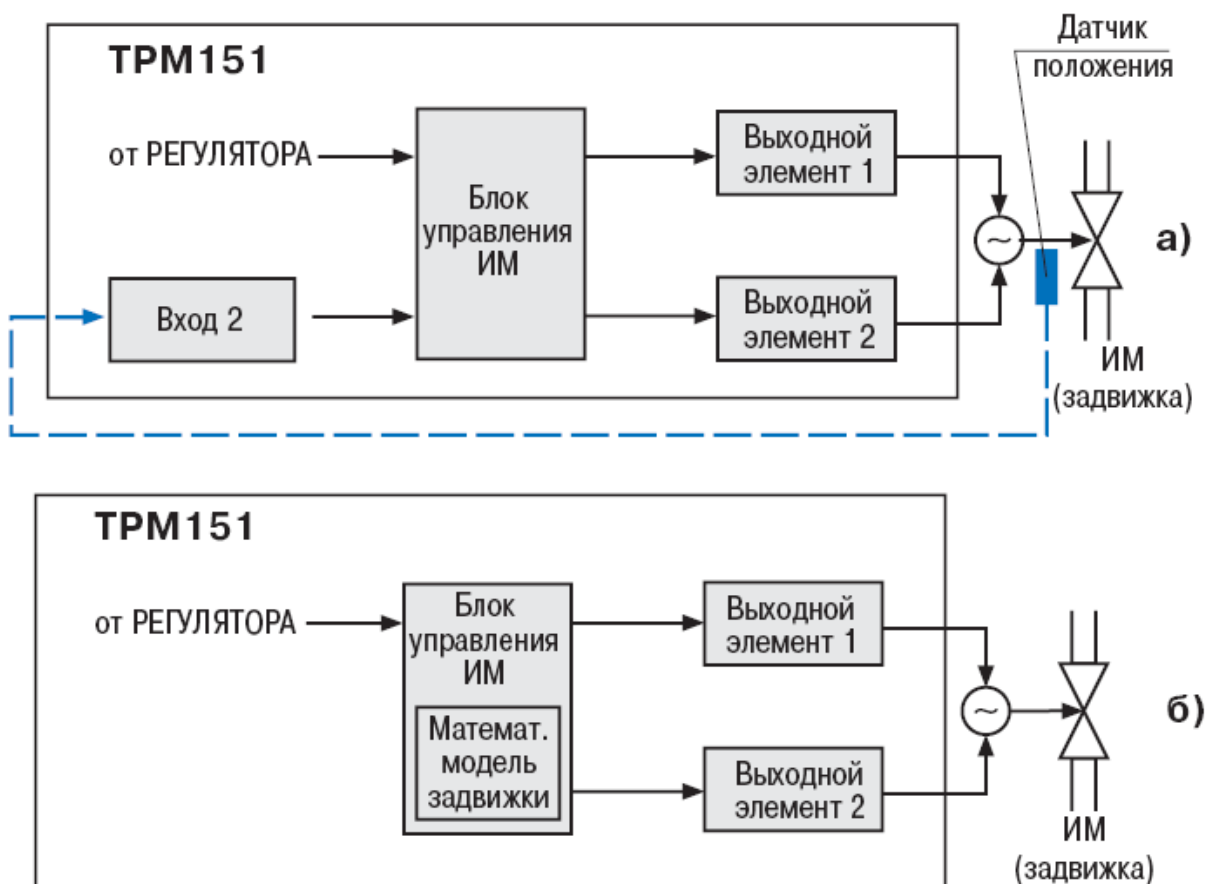 ТРМ151
Датчик
положения
от РЕГУЛЯТОРА
Блок
управления
ИМ
Выходной
элемент 1
Вход 2
Выходной
элемент 2
~
а)
ИМ
(задвижка)
ТРМ151
от РЕГУЛЯТОРА
Блок
управления
ИМ
Математ.
модель
задвижки
Выходной
элемент 1
Выходной
элемент 2
~
б)
ИМ
(задвижка)